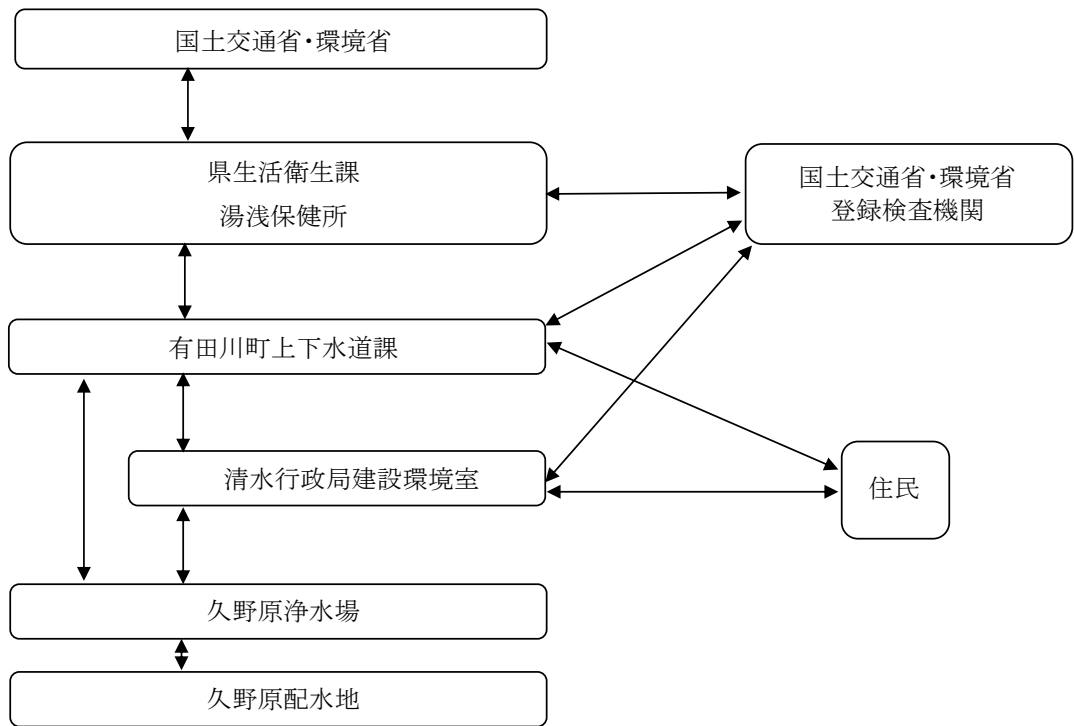 国土交通省・環境省
県生活衛生課
湯浅保健所
国土交通省・環境省
登録検査機関
有田川町上下水道課
清水行政局建設環境室
住民
久野原浄水場
久野原配水地